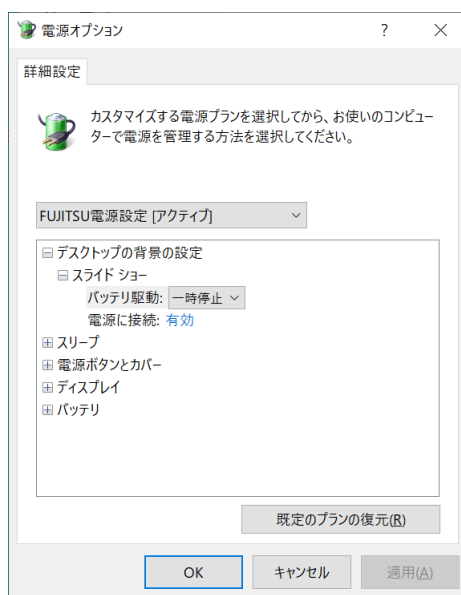 電源オプション
詳細設定
カスタマイズする電源プランを選択してから、お使いのコンピュー
ターで電源を管理する方法を選択してください。
FUJITSU電源設定 [アクティブ]
デスクトップの背景の設定
スライド ショー
バッテリ駆動: 一時停止
電源に接続: 有効
スリープ
電源ボタンとカバー
ディスプレイ
バッテリ
既定のプランの復元(R)
OK キャンセル 適用(A)